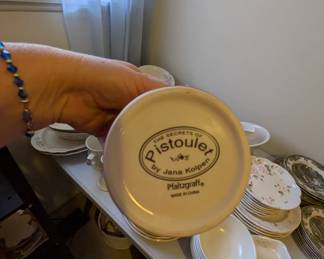 THE SECRETS OF
Pistoulet
by Jana Kolpen
Pfaltzgraff®
MADE IN CHINA